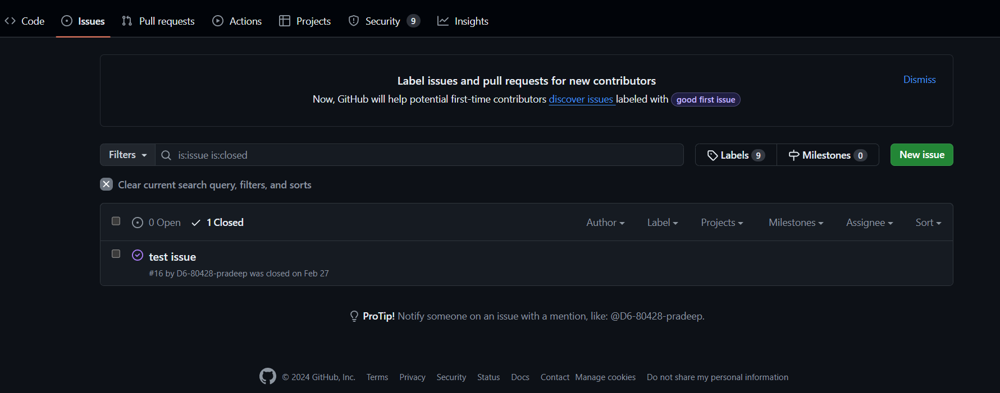 Code Issues Pull requests Actions Projects Security 9 Insights
Label issues and pull requests for new contributors
Dismiss
Now, GitHub will help potential first-time contributors discover issues labeled with good first issue
Filters is:issue is:closed Labels 9 Milestones 0 New issue
Clear current search query, filters, and sorts
0 Open 1 Closed Author Label Projects Milestones Assignee Sort
test issue
#16 by D6-80428-pradeep was closed on Feb 27
ProTip! Notify someone on an issue with a mention, like: @D6-80428-pradeep.
© 2024 GitHub, Inc. Terms Privacy Security Status Docs Contact Manage cookies Do not share my personal information